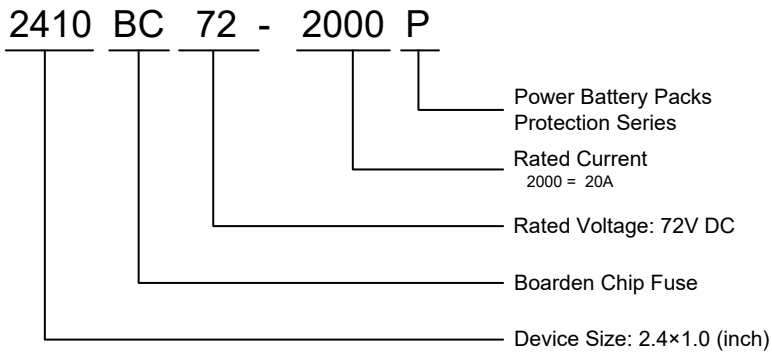 2410 BC 72 - 2000 P
Power Battery Packs
Protection Series
Rated Current
2000 = 20A
Rated Voltage: 72V DC
Boarden Chip Fuse
Device Size: 2.4×1.0 (inch)